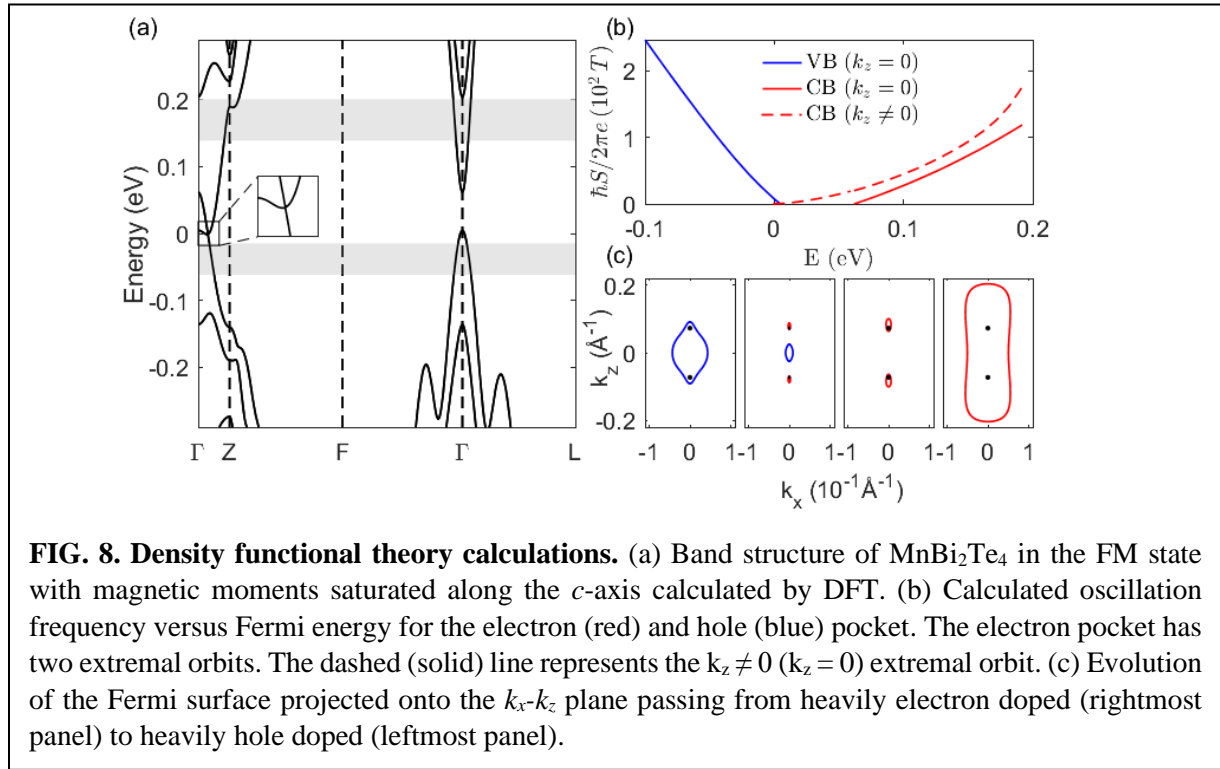 (a)
Energy (eV)
0.2
0.1
0
-0.1
-0.2
Γ Z F Γ L
(b)
ℏS/2πe (10² T)
2
1
0
VB (k_z = 0)
CB (k_z = 0)
CB (k_z ≠ 0)
-0.1 0 0.1 0.2
E (eV)
(c)
k_z (Å⁻¹)
0.2
0
-0.2
-1 0 1 -1 0 1 -1 0 1 -1 0 1
k_x (10⁻¹Å⁻¹)
FIG. 8. Density functional theory calculations. (a) Band structure of MnBi₂Te₄ in the FM state
with magnetic moments saturated along the c-axis calculated by DFT. (b) Calculated oscillation
frequency versus Fermi energy for the electron (red) and hole (blue) pocket. The electron pocket has
two extremal orbits. The dashed (solid) line represents the k_z ≠ 0 (k_z = 0) extremal orbit. (c) Evolution
of the Fermi surface projected onto the k_x-k_z plane passing from heavily electron doped (rightmost
panel) to heavily hole doped (leftmost panel).